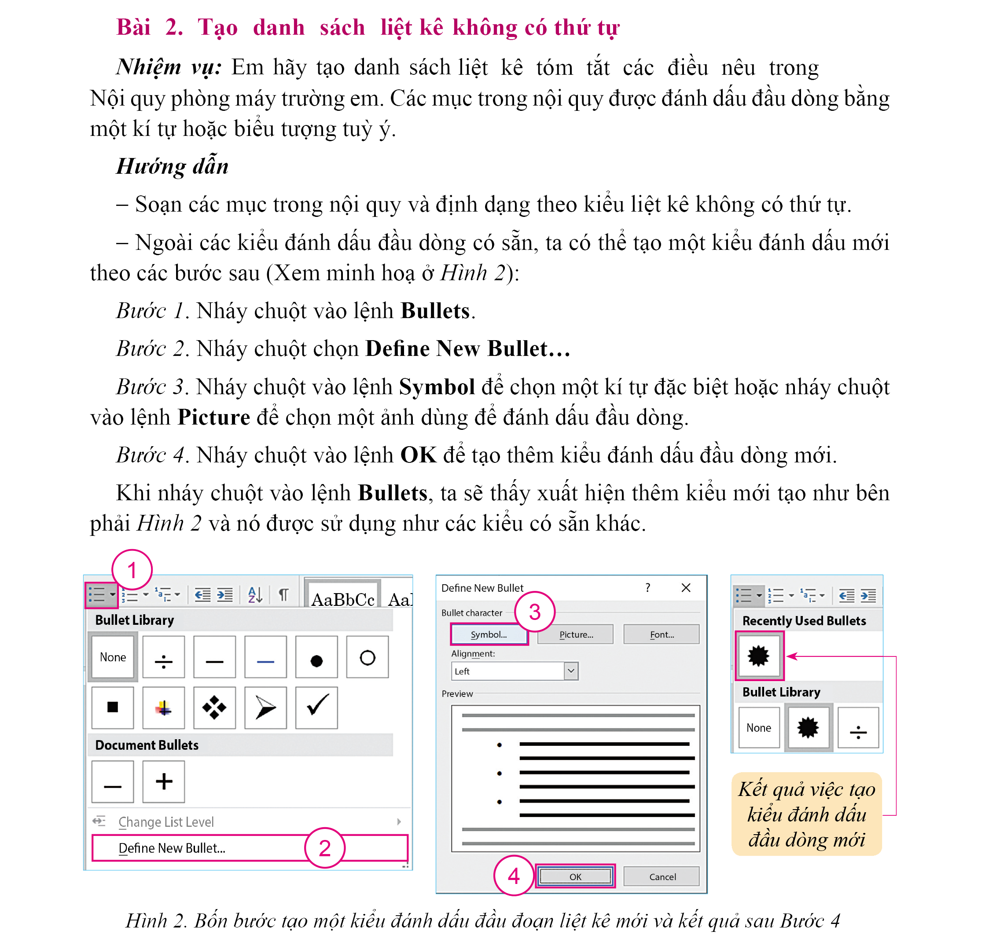 Bài 2. Tạo danh sách liệt kê không có thứ tự
Nhiệm vụ: Em hãy tạo danh sách liệt kê tóm tắt các điều nêu trong
Nội quy phòng máy trường em. Các mục trong nội quy được đánh dấu đầu dòng bằng
một kí tự hoặc biểu tượng tuỳ ý.
Hướng dẫn
– Soạn các mục trong nội quy và định dạng theo kiểu liệt kê không có thứ tự.
– Ngoài các kiểu đánh dấu đầu dòng có sẵn, ta có thể tạo một kiểu đánh dấu mới
theo các bước sau (Xem minh hoạ ở Hình 2):
Bước 1. Nháy chuột vào lệnh Bullets.
Bước 2. Nháy chuột chọn Define New Bullet...
Bước 3. Nháy chuột vào lệnh Symbol để chọn một kí tự đặc biệt hoặc nháy chuột
vào lệnh Picture để chọn một ảnh dùng để đánh dấu đầu dòng.
Bước 4. Nháy chuột vào lệnh OK để tạo thêm kiểu đánh dấu đầu dòng mới.
Khi nháy chuột vào lệnh Bullets, ta sẽ thấy xuất hiện thêm kiểu mới tạo như bên
phải Hình 2 và nó được sử dụng như các kiểu có sẵn khác.
1
AaBbCc Aa
Bullet Library
None
Document Bullets
Change List Level
Define New Bullet...
2
Define New Bullet
Bullet character
3
Symbol... Picture... Font...
Alignment:
Left
Preview
4
OK Cancel
Recently Used Bullets
Bullet Library
None
Kết quả việc tạo
kiểu đánh dấu
đầu dòng mới
Hình 2. Bốn bước tạo một kiểu đánh dấu đầu đoạn liệt kê mới và kết quả sau Bước 4